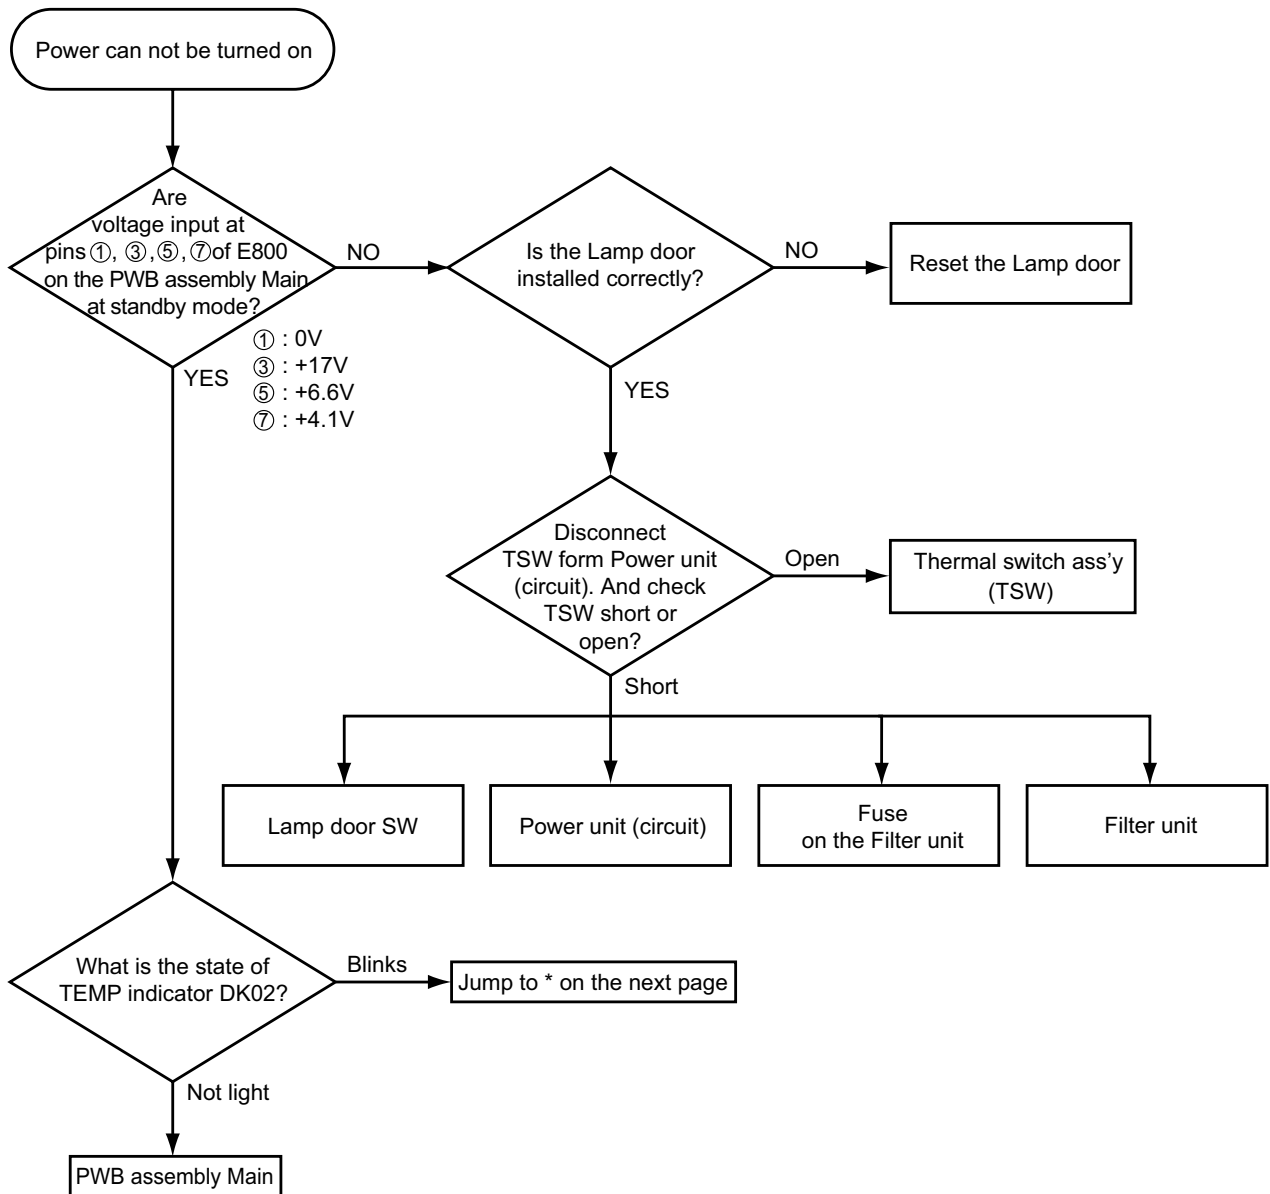 Power can not be turned on
Are
voltage input at
pins ①, ③, ⑤, ⑦ of E800
on the PWB assembly Main
at standby mode?
NO
① : 0V
③ : +17V
⑤ : +6.6V
⑦ : +4.1V
YES
Is the Lamp door
installed correctly?
NO
Reset the Lamp door
YES
Disconnect
TSW form Power unit
(circuit). And check
TSW short or
open?
Open
Thermal switch ass'y
(TSW)
Short
Lamp door SW
Power unit (circuit)
Fuse
on the Filter unit
Filter unit
What is the state of
TEMP indicator DK02?
Blinks
Jump to * on the next page
Not light
PWB assembly Main